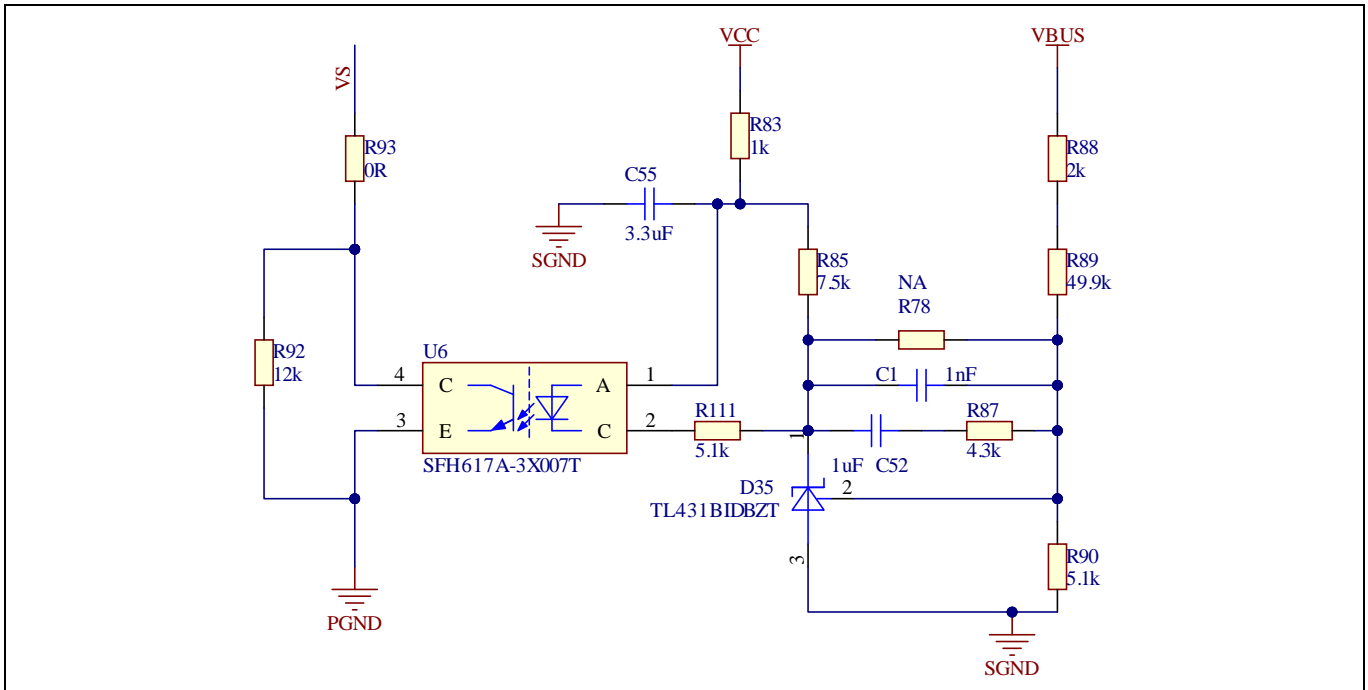 VCC
VBUS
VS
R93
0R
R83
1k
R88
2k
C55
3.3uF
SGND
R85
7.5k
R89
49.9k
NA
R78
R92
12k
U6
4
C
A
1
C1
1nF
3
E
C
2
R111
5.1k
1
R87
4.3k
SFH617A-3X007T
1uF
C52
D35
2
TL431BIDBZT
3
R90
5.1k
PGND
SGND